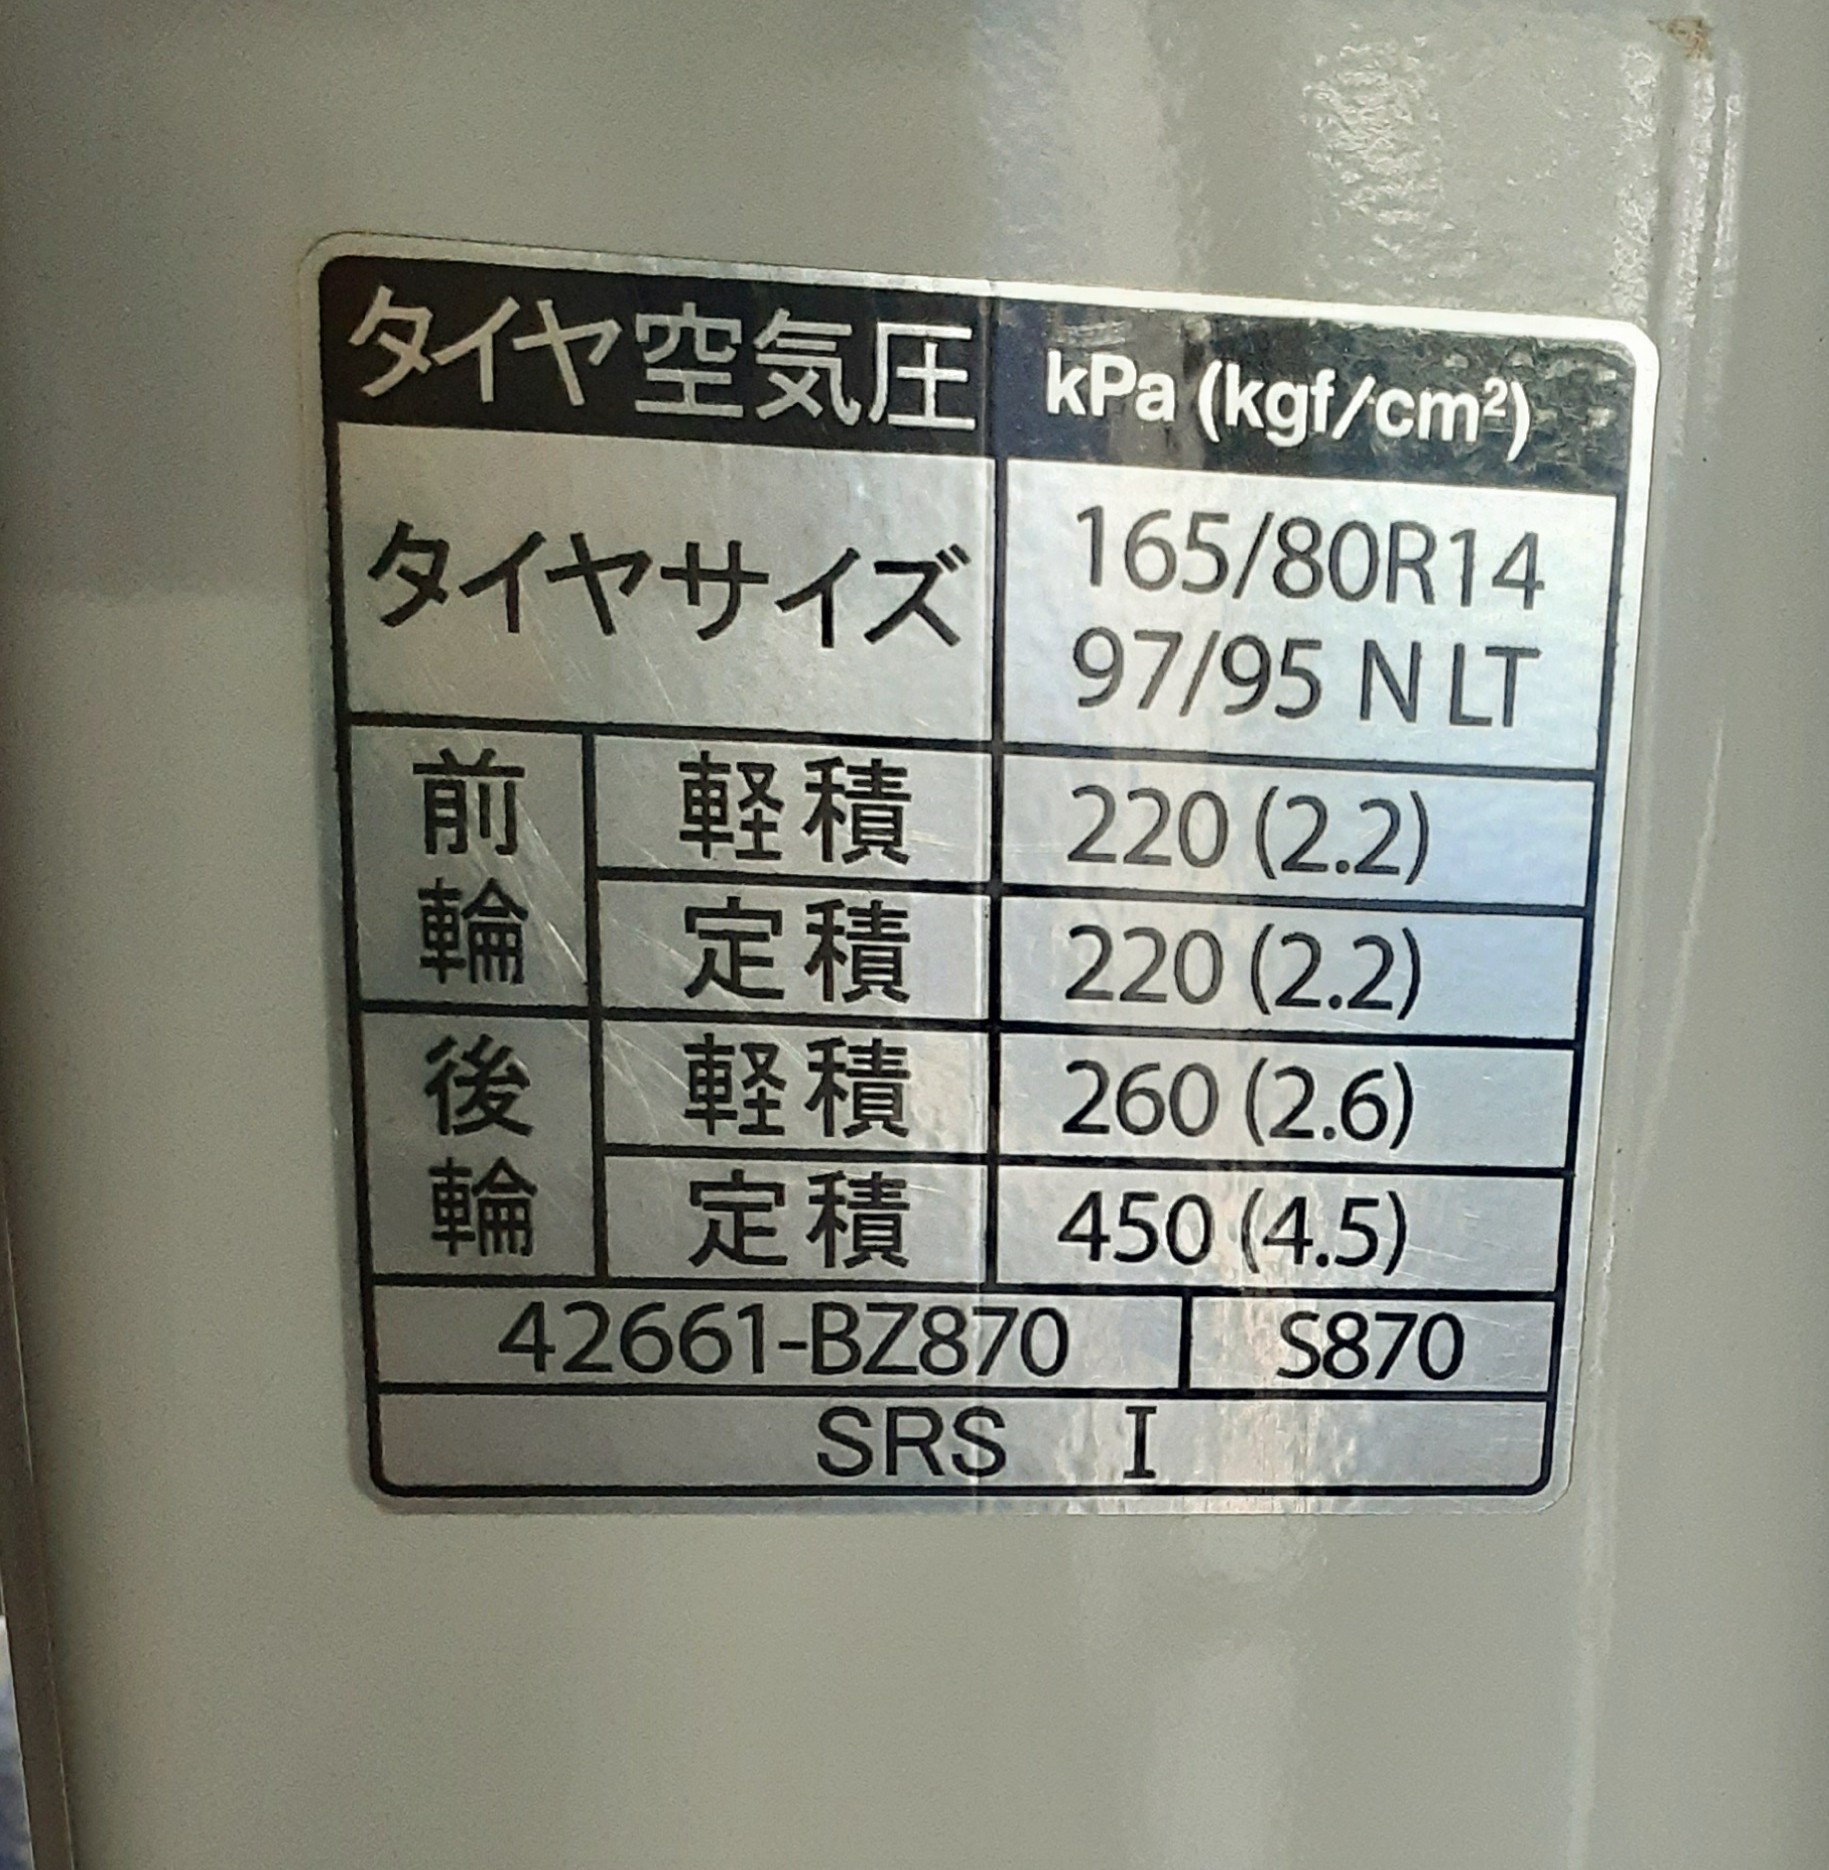 タイヤ空気圧 kPa (kgf/cm²)
タイヤサイズ 165/80R14
97/95 N LT
前輪 軽積 220 (2.2)
定積 220 (2.2)
後輪 軽積 260 (2.6)
定積 450 (4.5)
42661-BZ870 S870
SRS I